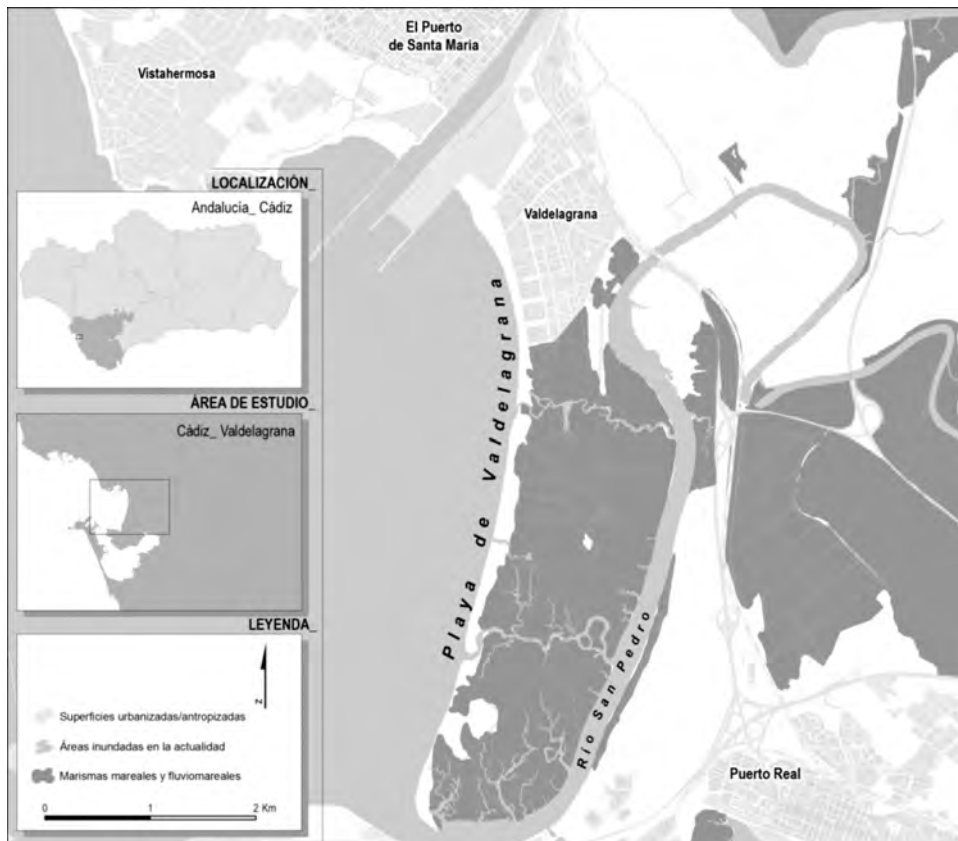 El Puerto
de Santa Maria
Vistahermosa
LOCALIZACIÓN_
Andalucía_ Cádiz
Valdelagrana
Playa de Valdelagrana
ÁREA DE ESTUDIO_
Cádiz_ Valdelagrana
LEYENDA_
N
Superficies urbanizadas/antropizadas
Áreas inundadas en la actualidad
Marismas mareales y fluviomareales
0 1 2 Km
Río San Pedro
Puerto Real